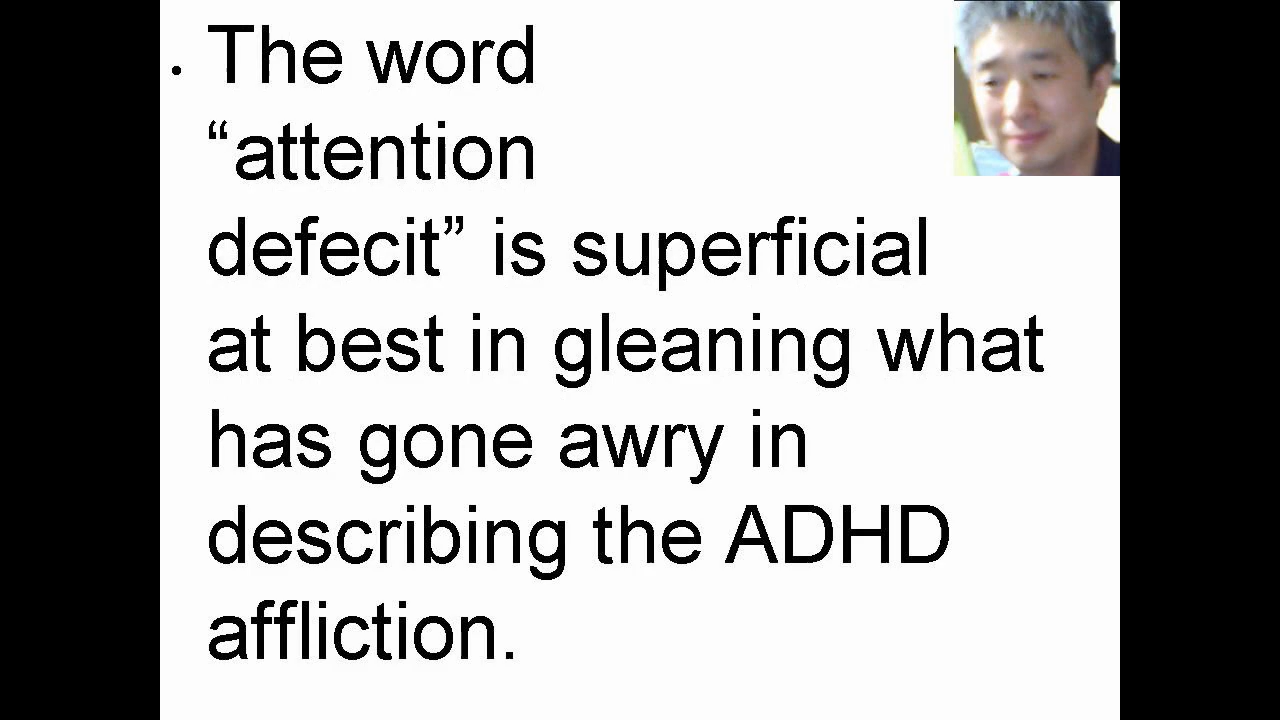 • The word
“attention
defecit” is superficial
at best in gleaning what
has gone awry in
describing the ADHD
affliction.